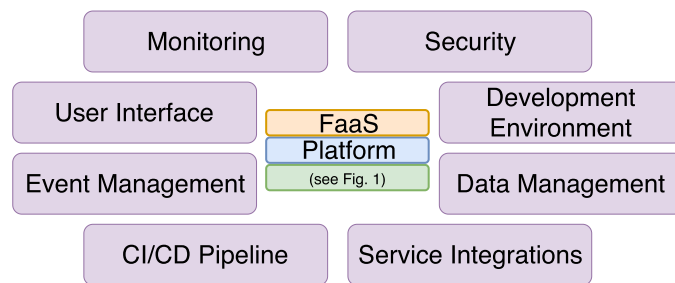 Monitoring
Security
User Interface
Development
Environment
FaaS
Platform
(see Fig. 1)
Event Management
Data Management
CI/CD Pipeline
Service Integrations